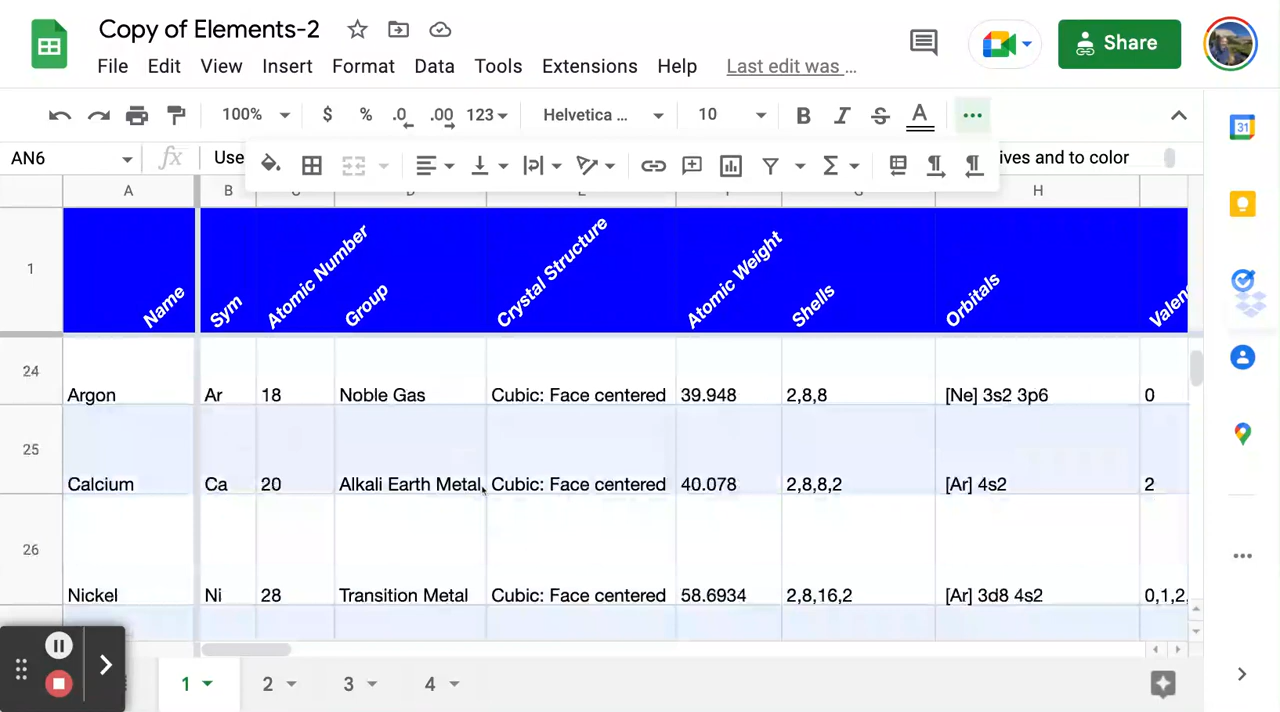 Copy of Elements-2
Share
File Edit View Insert Format Data Tools Extensions Help Last edit was …
100% $ % .0 .00 123 Helvetica ... 10 B I S A
31
AN6 fx Use ives and to color
A B C D E F G H
1 Name Sym Atomic Number Group Crystal Structure Atomic Weight Shells Orbitals Valen
24 Argon Ar 18 Noble Gas Cubic: Face centered 39.948 2,8,8 [Ne] 3s2 3p6 0
25 Calcium Ca 20 Alkali Earth Metal Cubic: Face centered 40.078 2,8,8,2 [Ar] 4s2 2
26 Nickel Ni 28 Transition Metal Cubic: Face centered 58.6934 2,8,16,2 [Ar] 3d8 4s2 0,1,2,
1 2 3 4